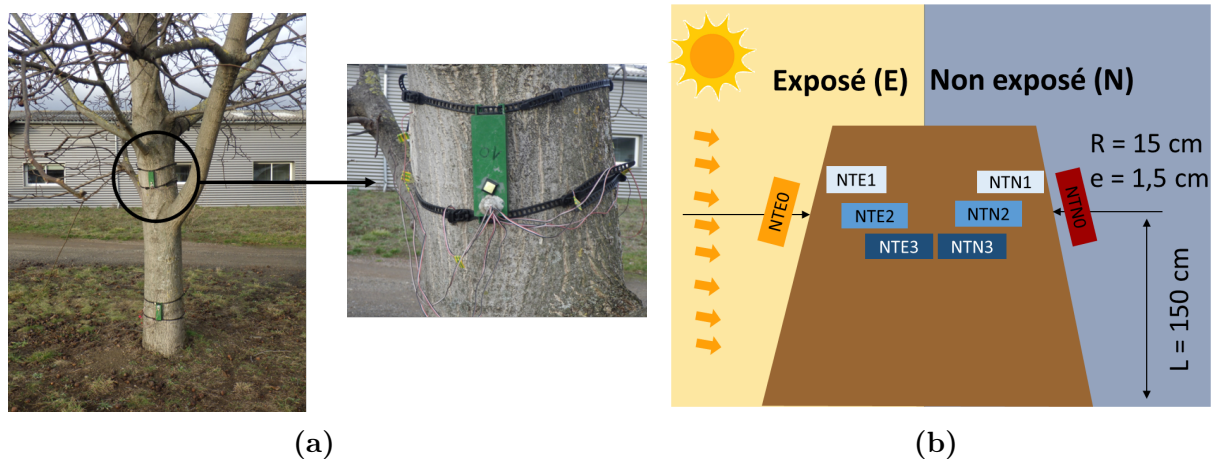 Exposé (E)
Non exposé (N)
R = 15 cm
e = 1,5 cm
NTE0
NTE1
NTN1
NTN0
NTE2
NTN2
NTE3
NTN3
L = 150 cm
(a)
(b)